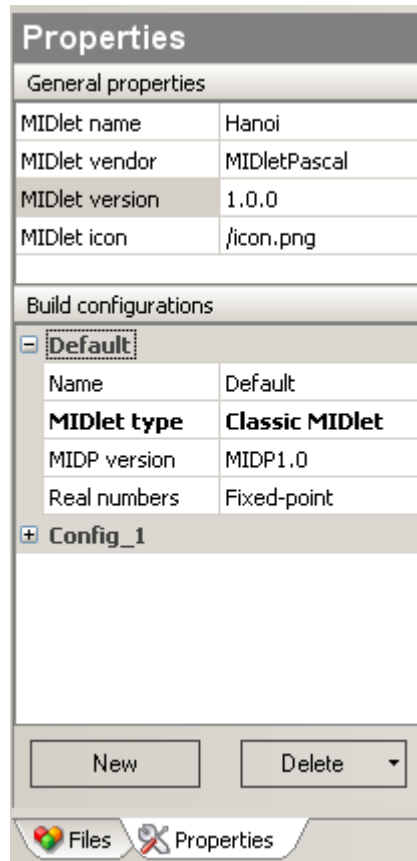 Properties
General properties
MIDlet name Hanoi
MIDlet vendor MIDletPascal
MIDlet version 1.0.0
MIDlet icon /icon.png
Build configurations
Default
Name Default
MIDlet type Classic MIDlet
MIDP version MIDP1.0
Real numbers Fixed-point
Config_1
New Delete
Files Properties